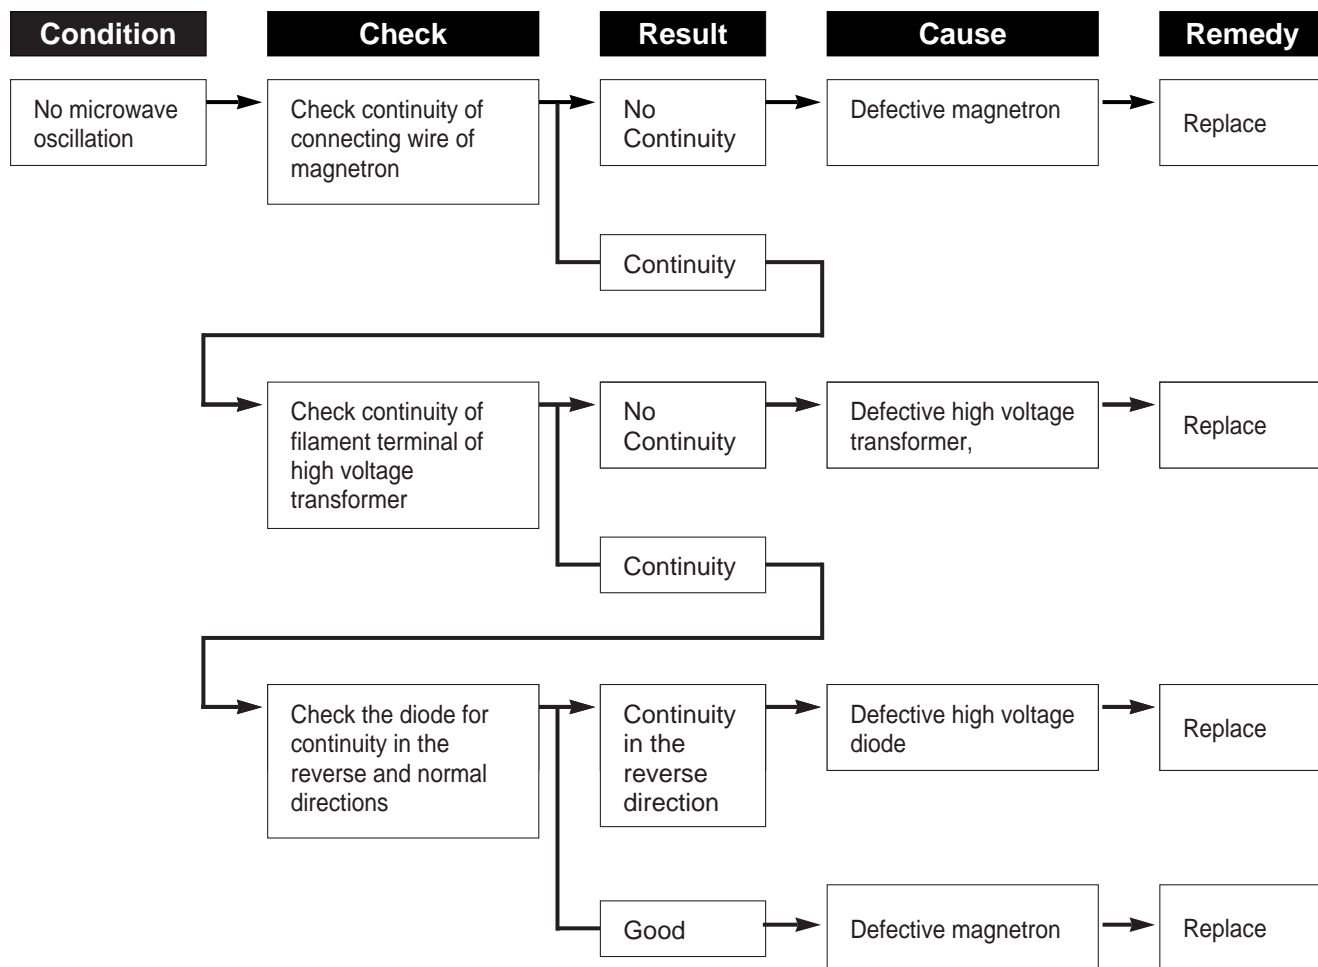 Condition
Check
Result
Cause
Remedy
No microwave
oscillation
Check continuity of
connecting wire of
magnetron
No
Continuity
Defective magnetron
Replace
Continuity
Check continuity of
filament terminal of
high voltage
transformer
No
Continuity
Defective high voltage
transformer,
Replace
Continuity
Check the diode for
continuity in the
reverse and normal
directions
Continuity
in the
reverse
direction
Defective high voltage
diode
Replace
Good
Defective magnetron
Replace